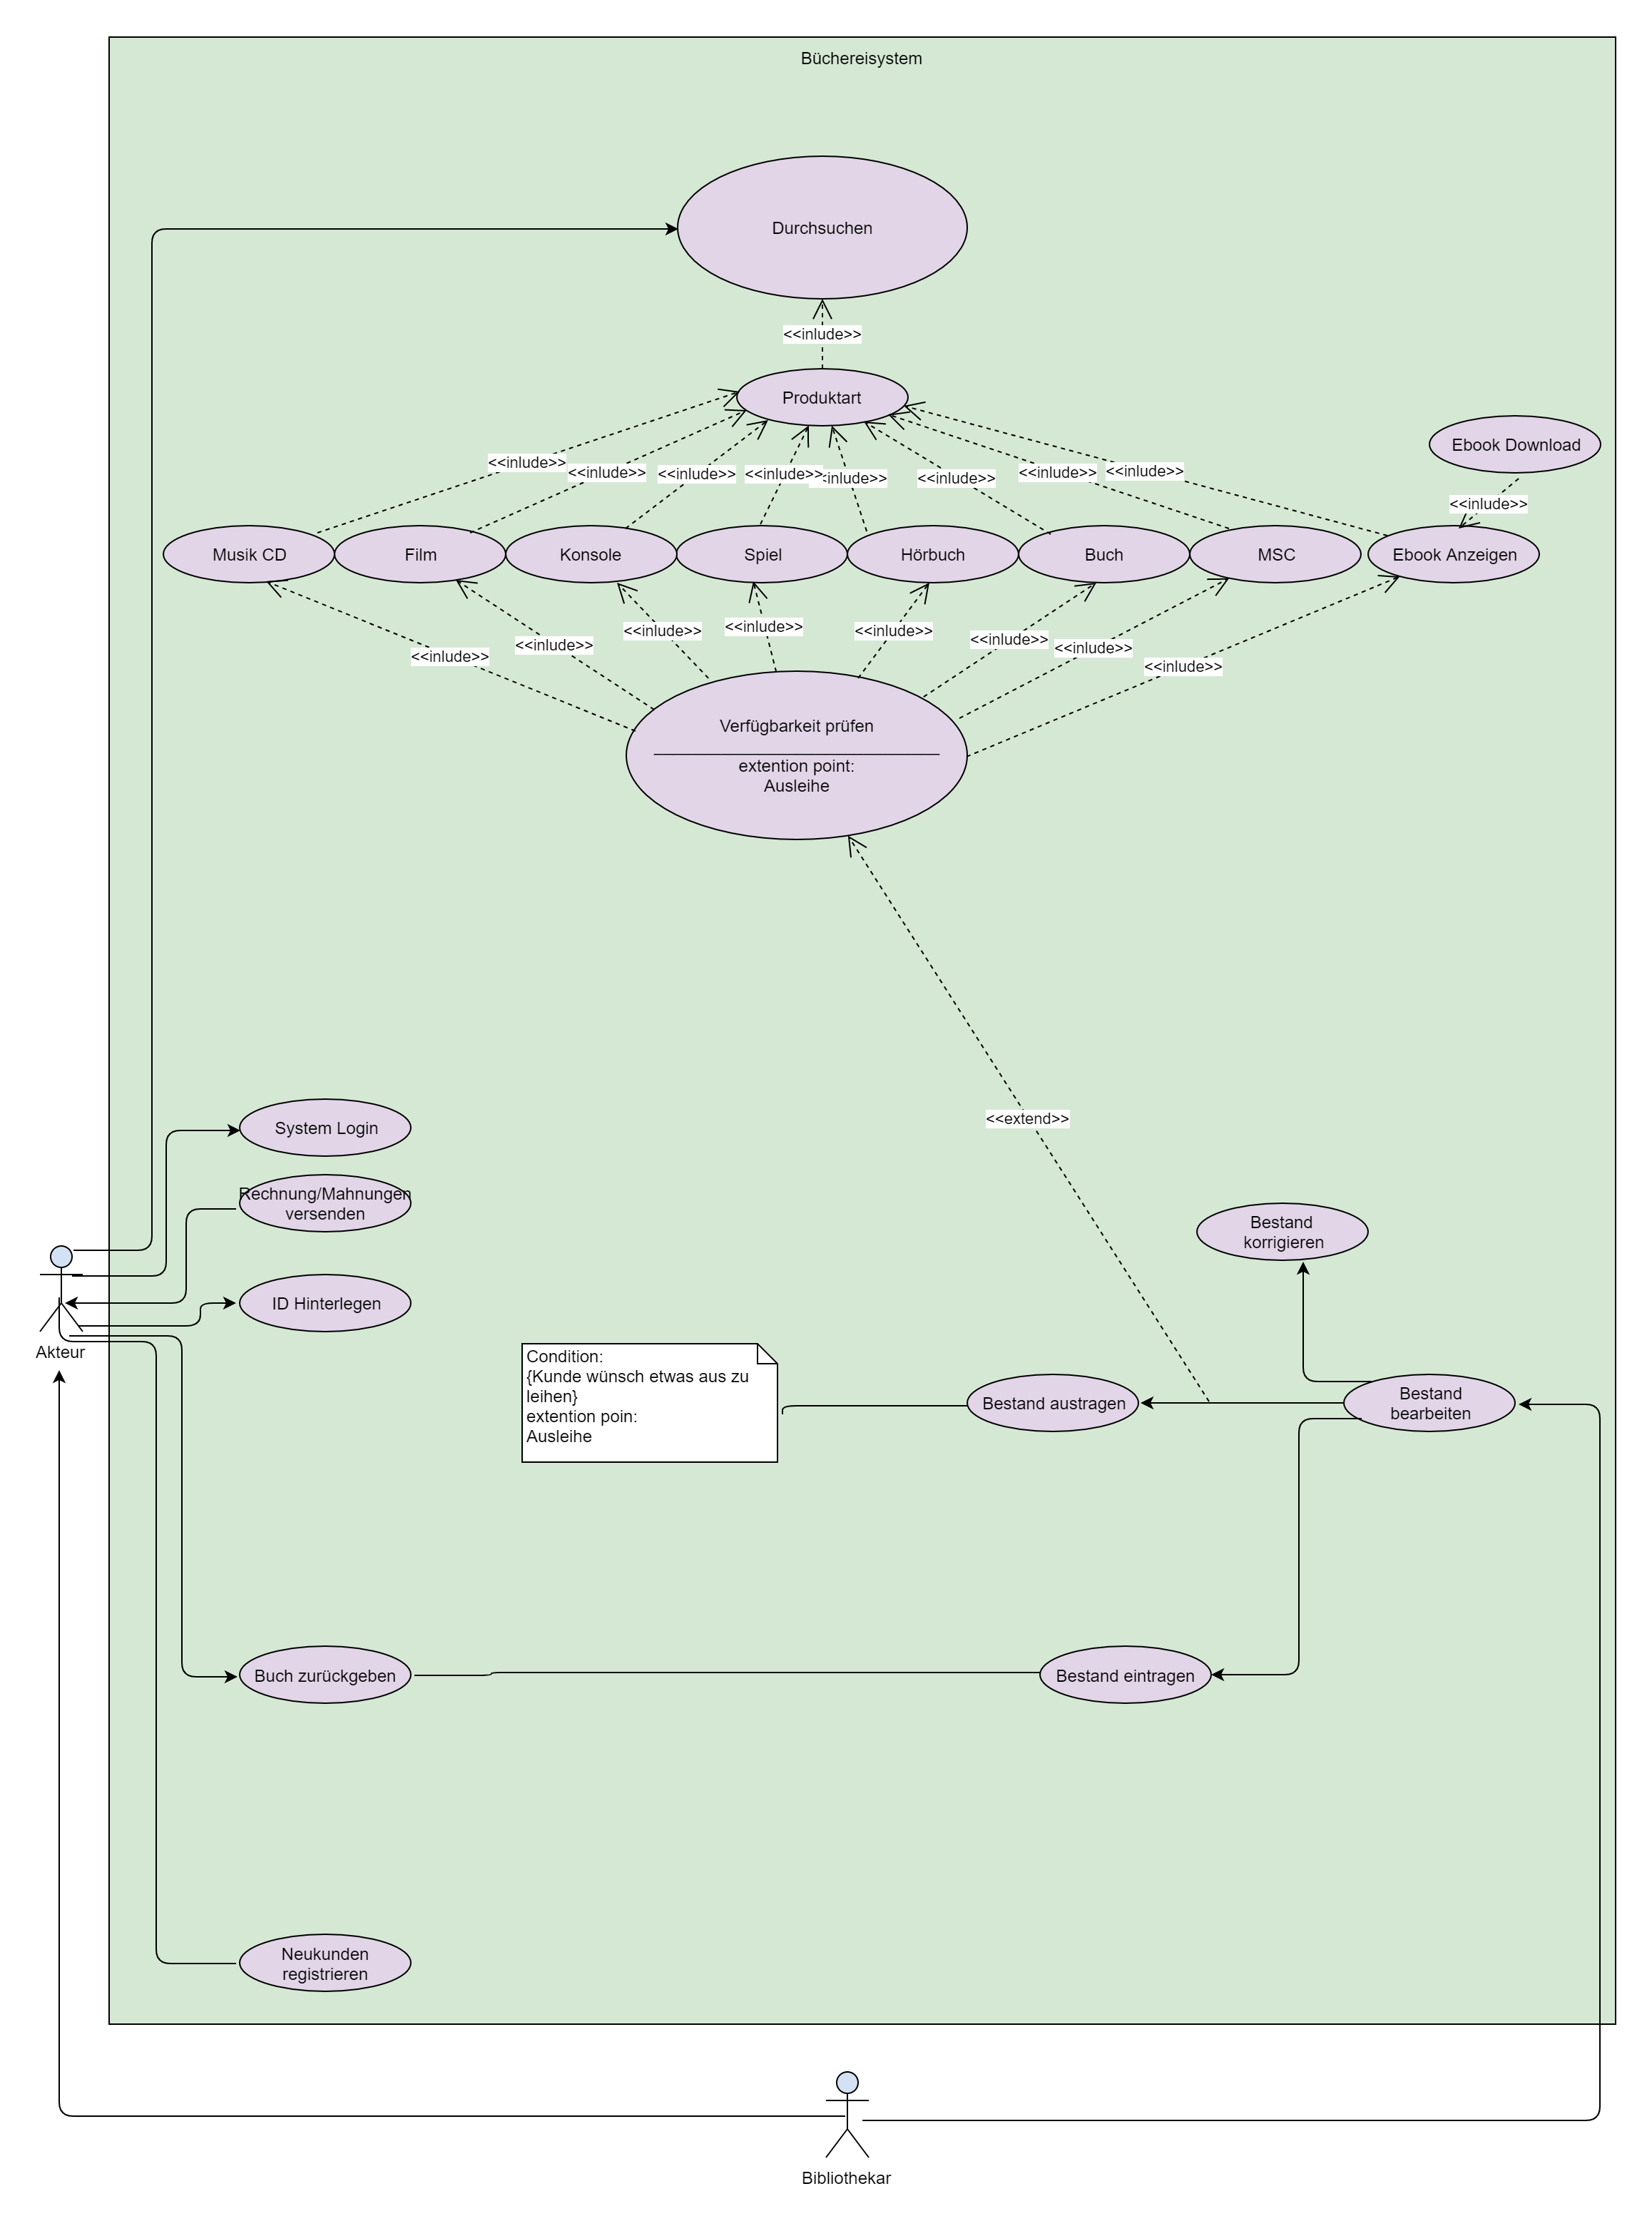 Büchereisystem
Durchsuchen
<<inlude>>
Produktart
Ebook Download
<<inlude>>
<<inlude>>
<<inlude>>
<<inlude>>
<<inlude>>
<<inlude>>
<<inlude>>
<<inlude>>
<<inlude>>
Musik CD
Film
Konsole
Spiel
Hörbuch
Buch
MSC
Ebook Anzeigen
<<inlude>>
<<inlude>>
<<inlude>>
<<inlude>>
<<inlude>>
<<inlude>>
<<inlude>>
<<inlude>>
Verfügbarkeit prüfen
extention point:
Ausleihe
<<extend>>
System Login
Rechnung/Mahnungen
versenden
Bestand
korrigieren
ID Hinterlegen
Akteur
Condition:
{Kunde wünsch etwas aus zu
leihen}
extention poin:
Ausleihe
Bestand austragen
Bestand
bearbeiten
Buch zurückgeben
Bestand eintragen
Neukunden
registrieren
Bibliothekar